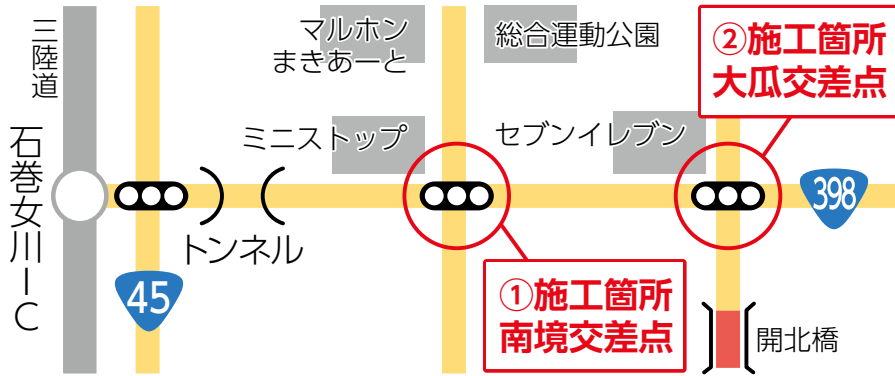 三陸道
マルホン
まきあーと
総合運動公園
②施工箇所
大瓜交差点
石巻女川IC
ミニストップ
セブンイレブン
トンネル
398
45
①施工箇所
南境交差点
開北橋